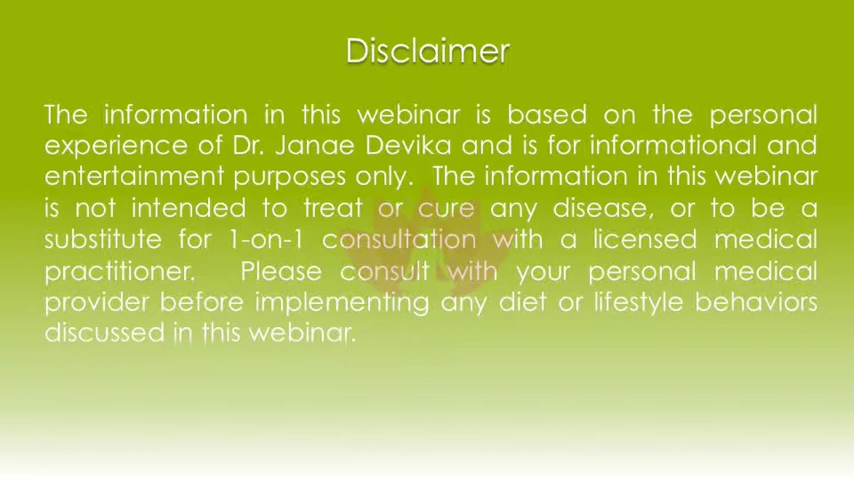 Disclaimer
The information in this webinar is based on the personal
experience of Dr. Janae Devika and is for informational and
entertainment purposes only.  The information in this webinar
is not intended to treat or cure any disease, or to be a
substitute for 1-on-1 consultation with a licensed medical
practitioner.  Please consult with your personal medical
provider before implementing any diet or lifestyle behaviors
discussed in this webinar.